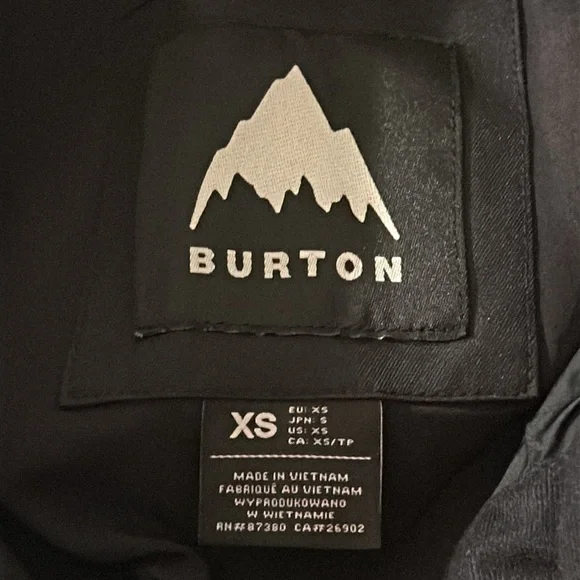 BURTON
XS
EU: XS
JPN: S
US: XS
CA: XS/TP
MADE IN VIETNAM
FABRIQUÉ AU VIETNAM
WYPRODUKOWANO
W WIETNAMIE
RN#87380 CA#26902